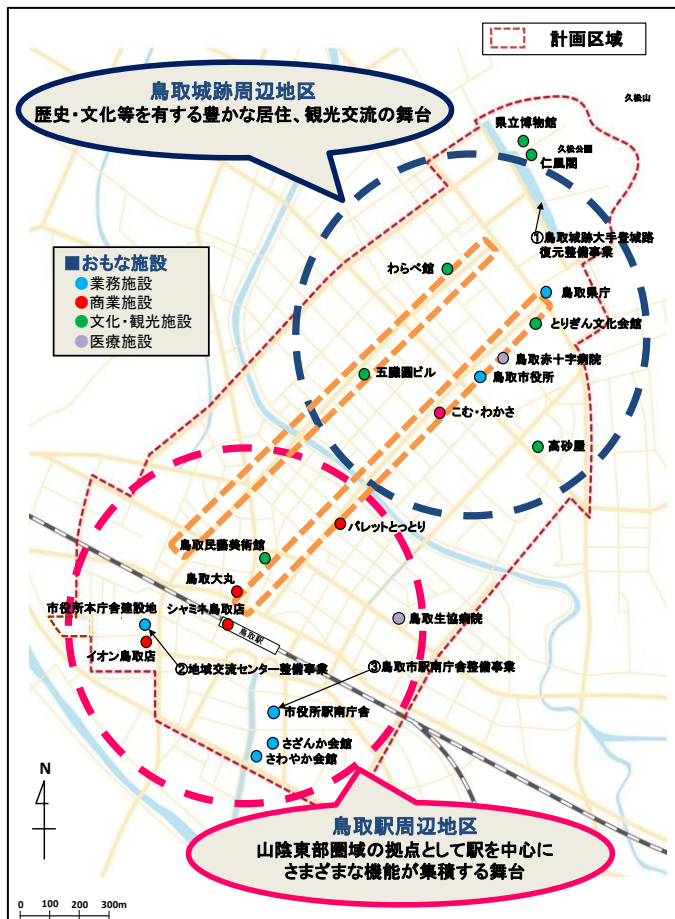 計画区域
鳥取城跡周辺地区
歴史・文化等を有する豊かな居住、観光交流の舞台
久松山
県立博物館
久松公園
仁風閣
①鳥取城跡大手登城路
復元整備事業
■おもな施設
業務施設
商業施設
文化・観光施設
医療施設
わらべ館
鳥取県庁
とりぎん文化会館
鳥取赤十字病院
鳥取市役所
五臓圓ビル
こむ・わかさ
高砂屋
パレットとっとり
鳥取民藝美術館
鳥取大丸
市役所本庁舎建設地
シャミネ鳥取店
鳥取駅
鳥取生協病院
イオン鳥取店
②地域交流センター整備事業
③鳥取市駅南庁舎整備事業
市役所駅南庁舎
さざんか会館
さわやか会館
N
鳥取駅周辺地区
山陰東部圏域の拠点として駅を中心に
さまざまな機能が集積する舞台
0 100 200 300m